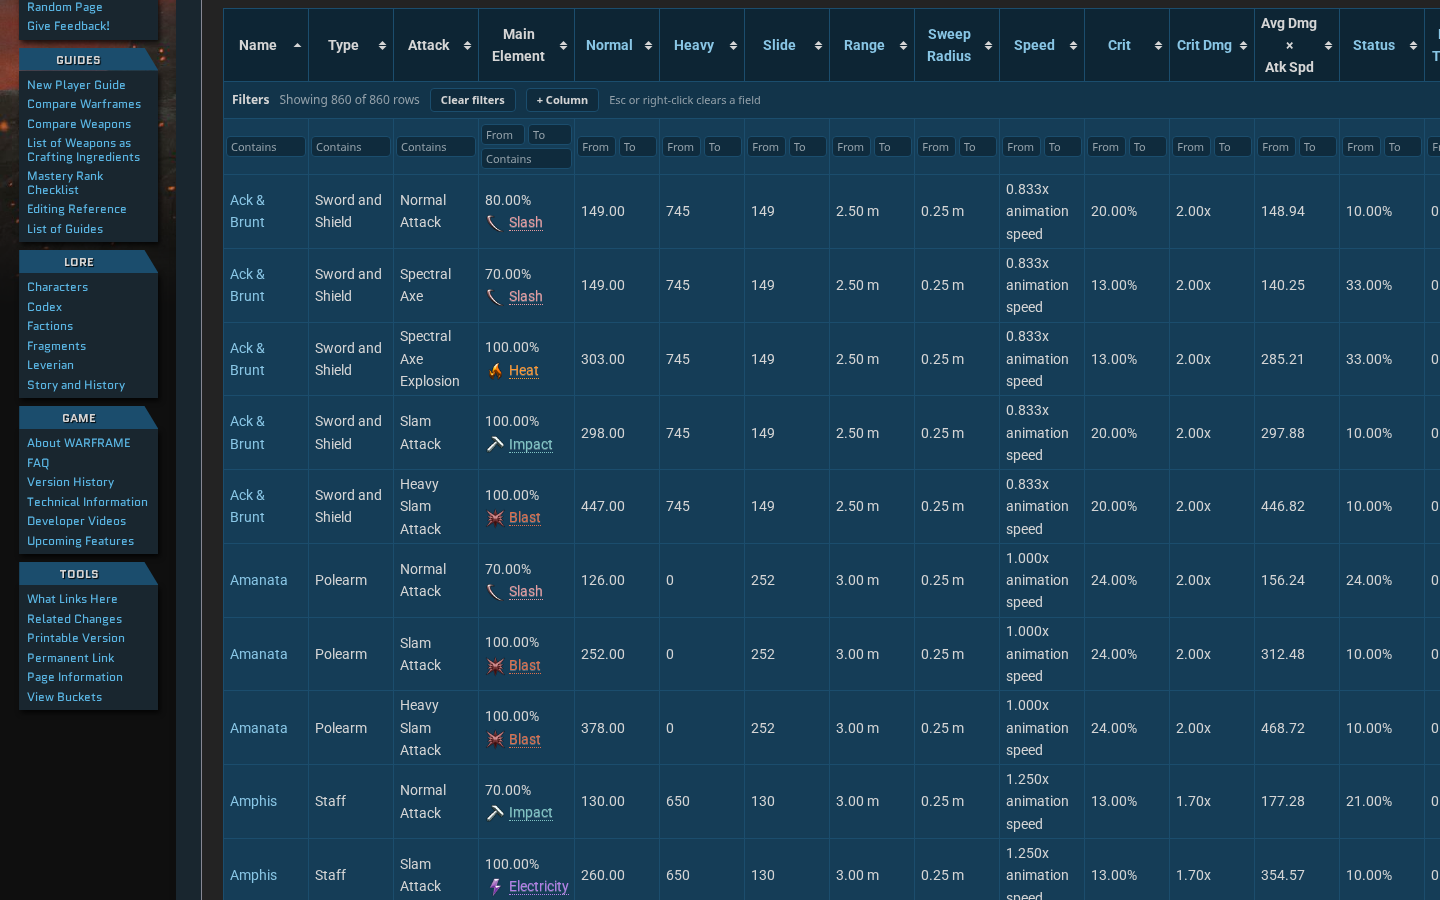 Random Page
Give Feedback!
GUIDES
New Player Guide
Compare Warframes
Compare Weapons
List of Weapons as
Crafting Ingredients
Mastery Rank
Checklist
Editing Reference
List of Guides
LORE
Characters
Codex
Factions
Fragments
Leverian
Story and History
GAME
About WARFRAME
FAQ
Version History
Technical Information
Developer Videos
Upcoming Features
TOOLS
What Links Here
Related Changes
Printable Version
Permanent Link
Page Information
View Buckets
Name Type Attack Main Element Normal Heavy Slide Range Sweep Radius Speed Crit Crit Dmg Avg Dmg × Atk Spd Status
Filters Showing 860 of 860 rows Clear filters + Column Esc or right-click clears a field
From To
Contains Contains Contains Contains From To From To From To From To From To From To From To From To From To From To
Ack & Brunt Sword and Shield Normal Attack 80.00% Slash 149.00 745 149 2.50 m 0.25 m 0.833x animation speed 20.00% 2.00x 148.94 10.00% 0
Ack & Brunt Sword and Shield Spectral Axe 70.00% Slash 149.00 745 149 2.50 m 0.25 m 0.833x animation speed 13.00% 2.00x 140.25 33.00% 0
Ack & Brunt Sword and Shield Spectral Axe Explosion 100.00% Heat 303.00 745 149 2.50 m 0.25 m 0.833x animation speed 13.00% 2.00x 285.21 33.00% 0
Ack & Brunt Sword and Shield Slam Attack 100.00% Impact 298.00 745 149 2.50 m 0.25 m 0.833x animation speed 20.00% 2.00x 297.88 10.00% 0
Ack & Brunt Sword and Shield Heavy Slam Attack 100.00% Blast 447.00 745 149 2.50 m 0.25 m 0.833x animation speed 20.00% 2.00x 446.82 10.00% 0
Amanata Polearm Normal Attack 70.00% Slash 126.00 0 252 3.00 m 0.25 m 1.000x animation speed 24.00% 2.00x 156.24 24.00% 0
Amanata Polearm Slam Attack 100.00% Blast 252.00 0 252 3.00 m 0.25 m 1.000x animation speed 24.00% 2.00x 312.48 10.00% 0
Amanata Polearm Heavy Slam Attack 100.00% Blast 378.00 0 252 3.00 m 0.25 m 1.000x animation speed 24.00% 2.00x 468.72 10.00% 0
Amphis Staff Normal Attack 70.00% Impact 130.00 650 130 3.00 m 0.25 m 1.250x animation speed 13.00% 1.70x 177.28 21.00% 0
Amphis Staff Slam Attack 100.00% Electricity 260.00 650 130 3.00 m 0.25 m 1.250x animation speed 13.00% 1.70x 354.57 10.00% 0